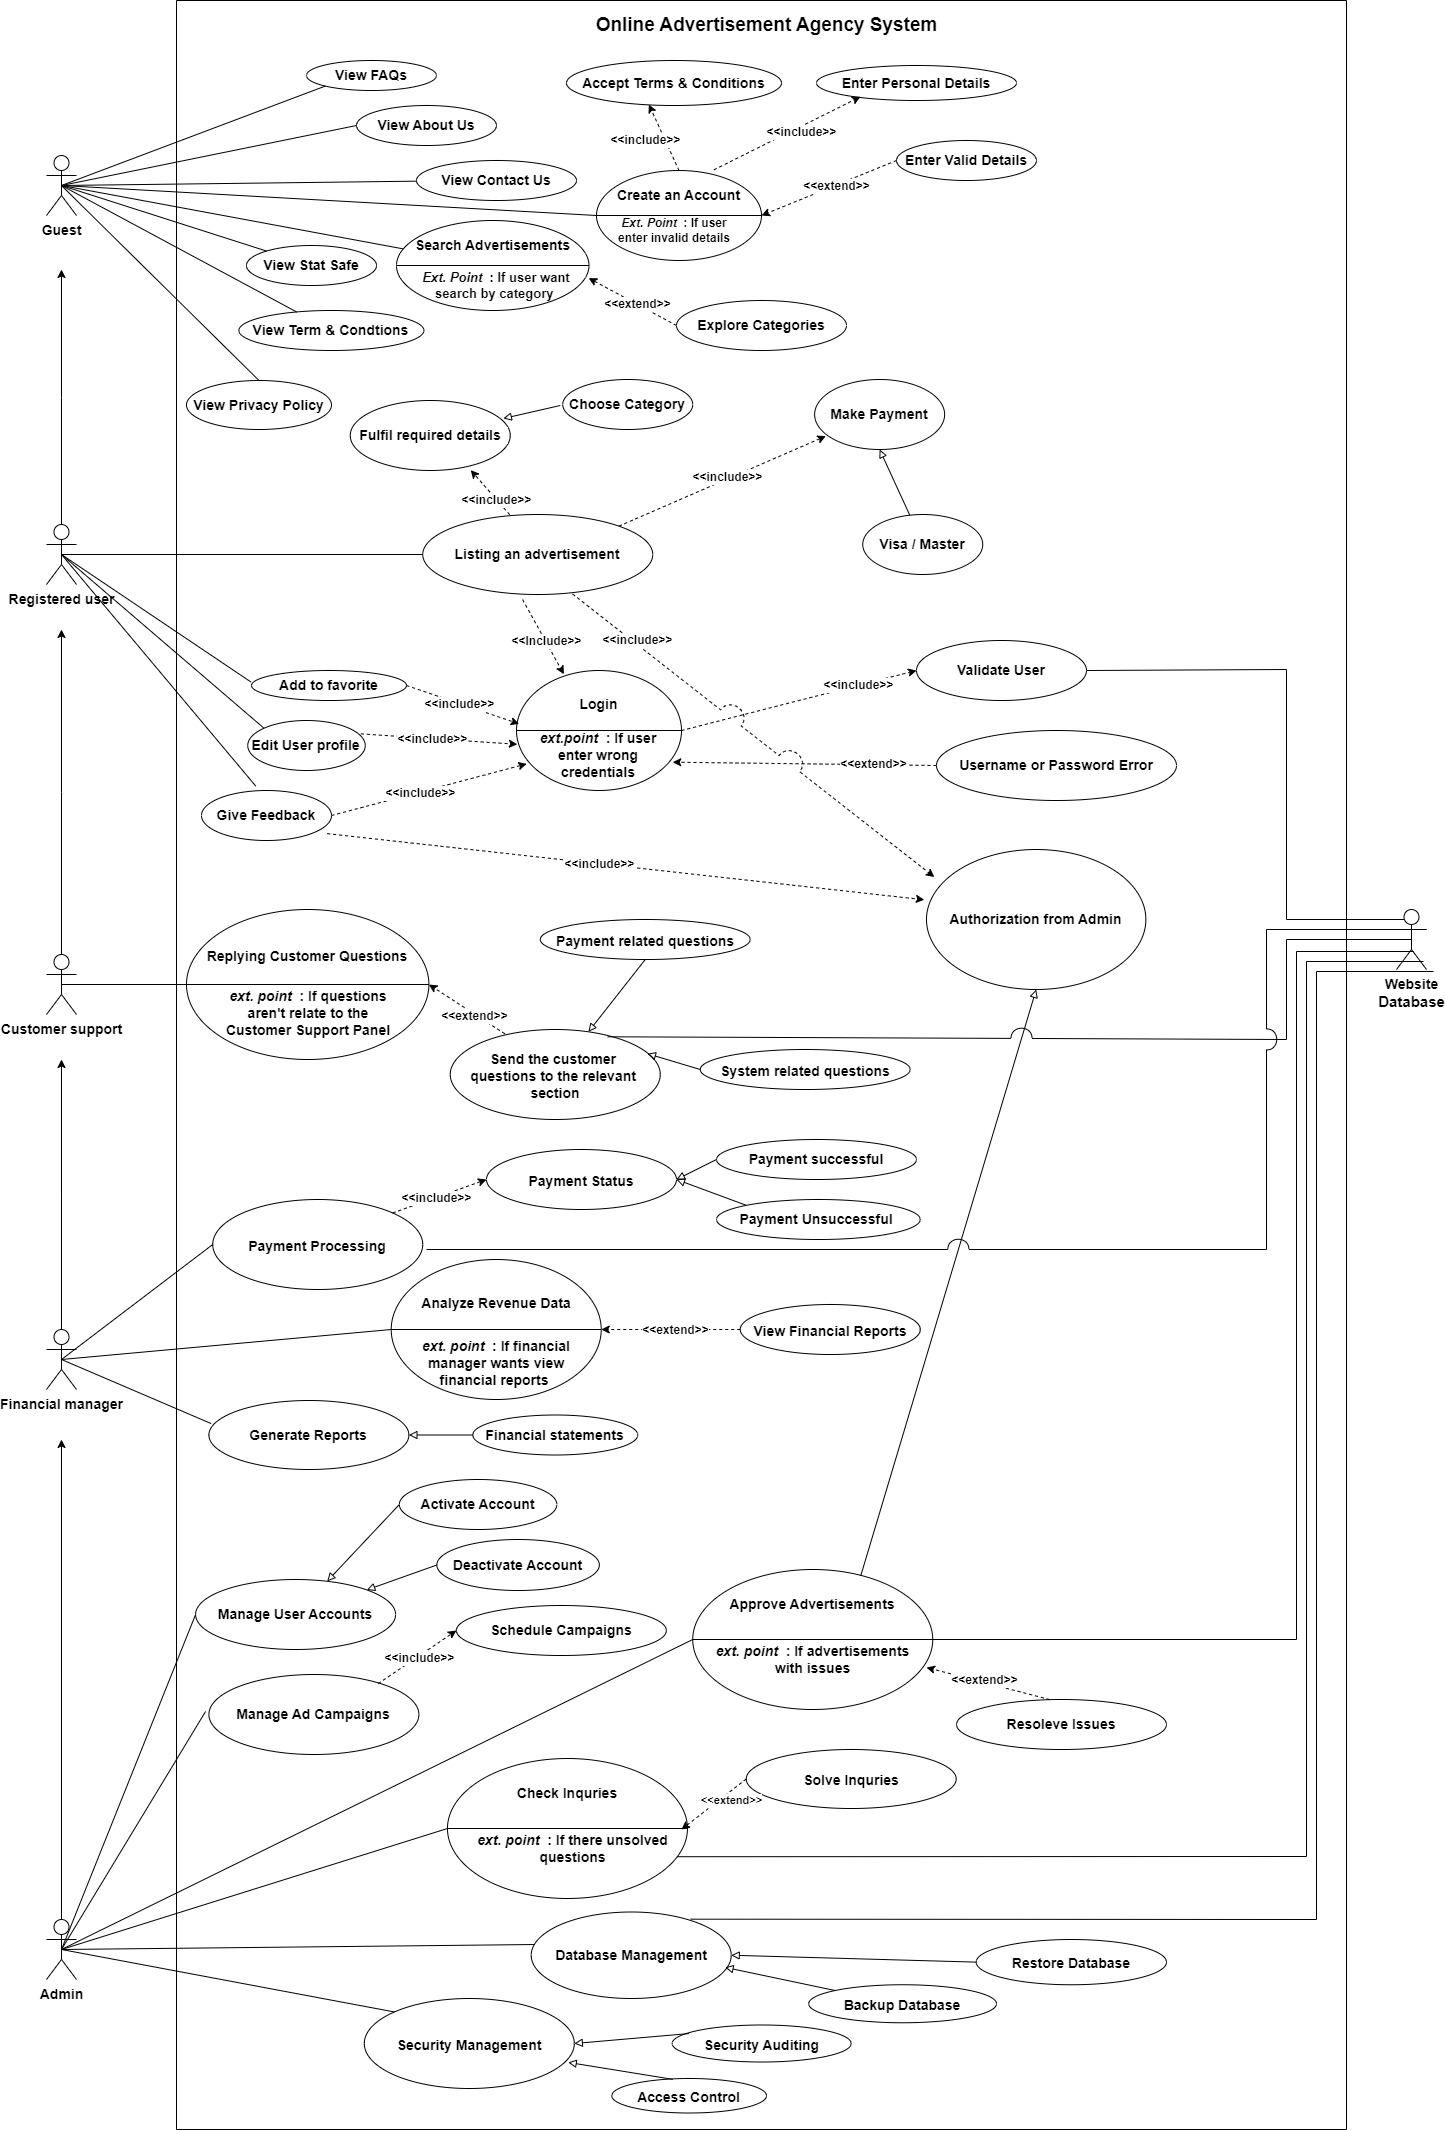 Online Advertisement Agency System
View FAQs
Accept Terms & Conditions
Enter Personal Details
View About Us
<<include>>
<<include>>
Enter Valid Details
View Contact Us
Create an Account
<<extend>>
Guest
Ext. Point : If user
enter invalid details
Search Advertisements
View Stat Safe
Ext. Point : If user want
search by category
<<extend>>
Explore Categories
View Term & Condtions
View Privacy Policy
Choose Category
Make Payment
Fulfil required details
<<include>>
<<include>>
Visa / Master
Listing an advertisement
Registered user
<<Include>>
<<include>>
Validate User
Add to favorite
<<include>>
<<include>>
Login
Edit User profile
<<include>>
ext.point : If user
enter wrong
credentials
<<extend>>
Username or Password Error
<<include>>
Give Feedback
<<include>>
Authorization from Admin
Payment related questions
Replying Customer Questions
ext. point : If questions
aren't relate to the
Customer Support Panel
Website
Database
<<extend>>
Customer support
Send the customer
questions to the relevant
section
System related questions
Payment successful
Payment Status
<<include>>
Payment Unsuccessful
Payment Processing
Analyze Revenue Data
<<extend>>
View Financial Reports
ext. point : If financial
manager wants view
financial reports
Financial manager
Generate Reports
Financial statements
Activate Account
Deactivate Account
Manage User Accounts
Approve Advertisements
Schedule Campaigns
<<include>>
ext. point : If advertisements
with issues
<<extend>>
Manage Ad Campaigns
Resoleve Issues
Solve Inquries
Check Inquries
<<extend>>
ext. point : If there unsolved
questions
Database Management
Restore Database
Admin
Backup Database
Security Management
Security Auditing
Access Control